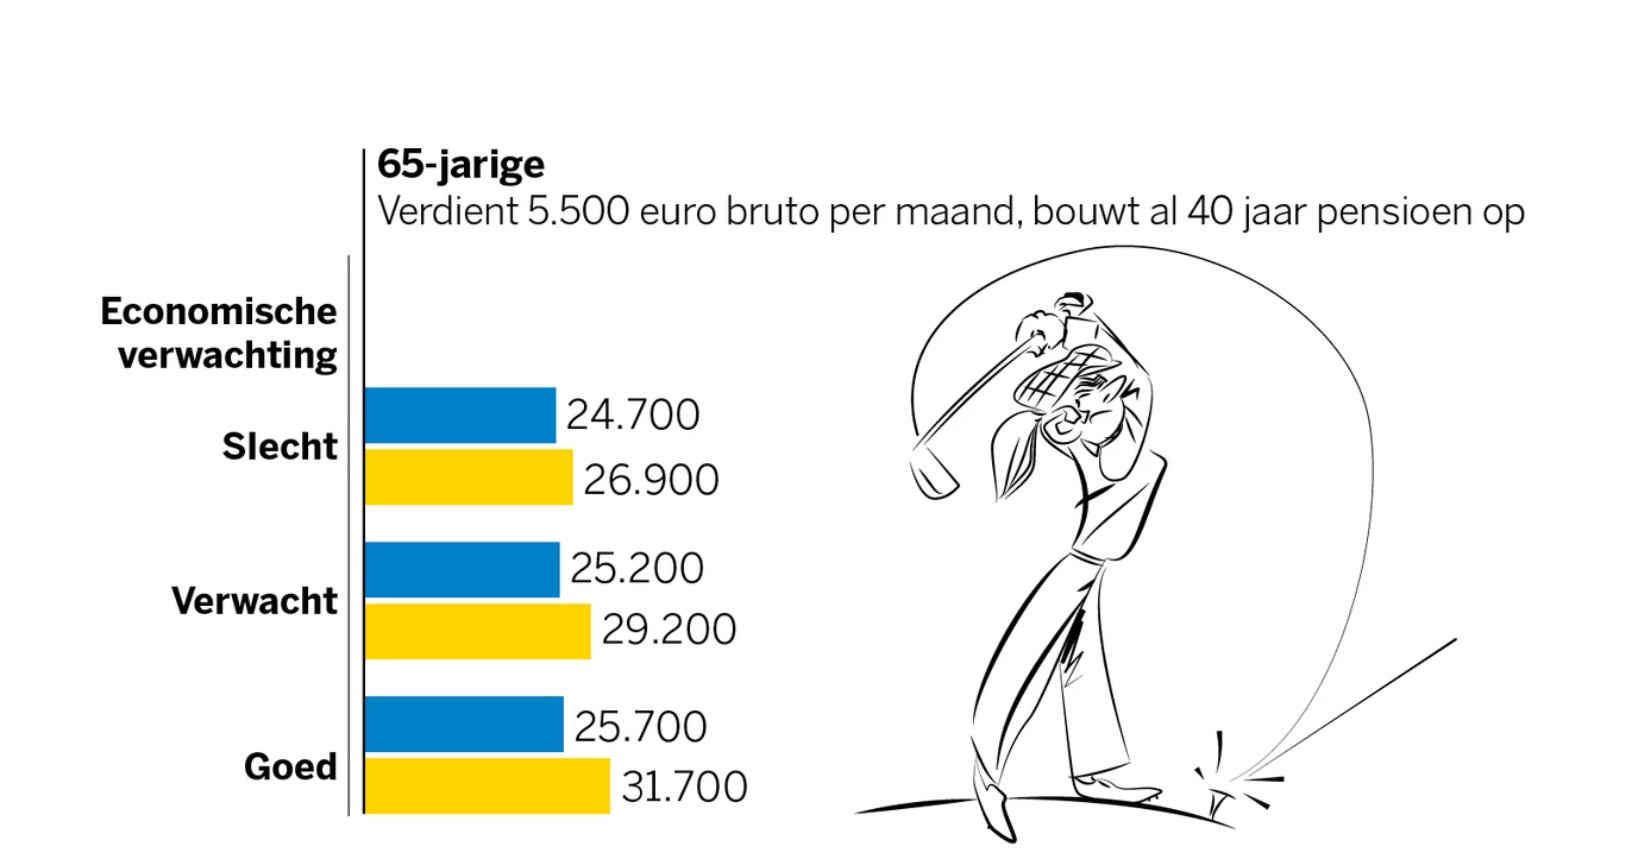 65-jarige
Verdient 5.500 euro bruto per maand, bouwt al 40 jaar pensioen op
Economische
verwachting
Slecht
24.700
26.900
Verwacht
25.200
29.200
Goed
25.700
31.700